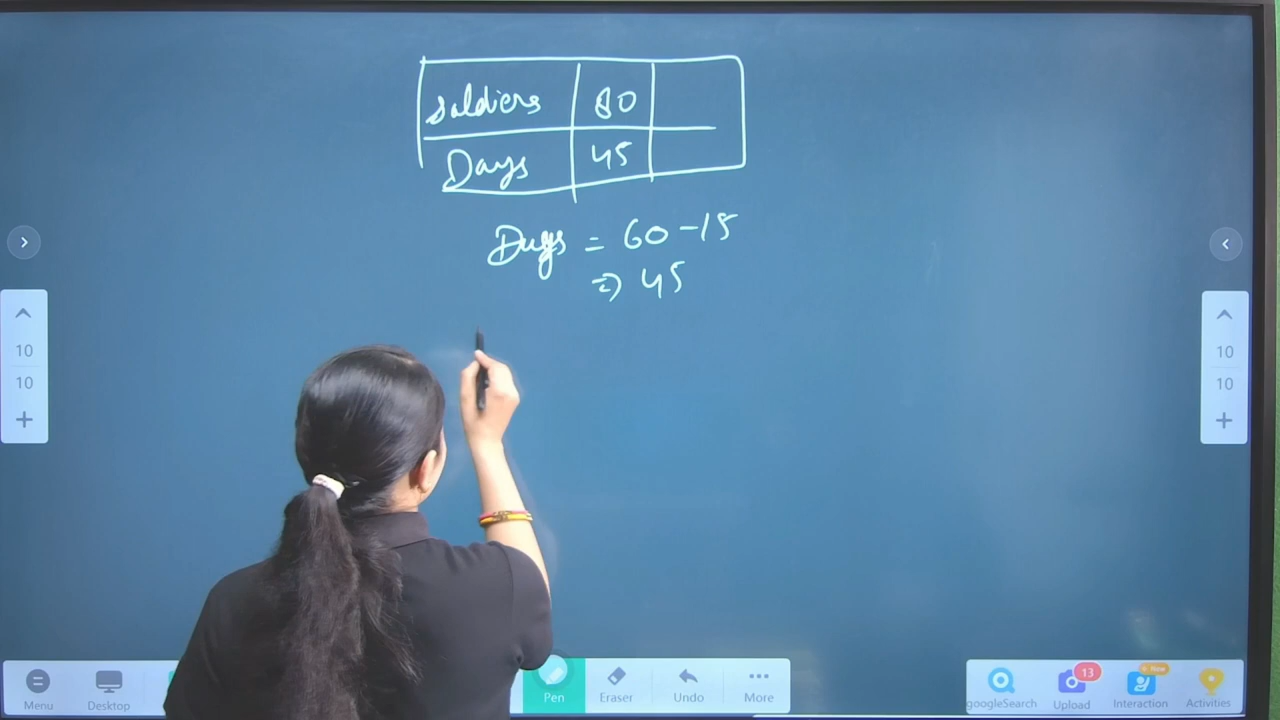 Soldiers 80
Days 45
Days = 60 - 15
⇒ 45
10
10
10
10
Menu
Desktop
Pen
Eraser
Undo
More
googleSearch
13
Upload
New
Interaction
Activities